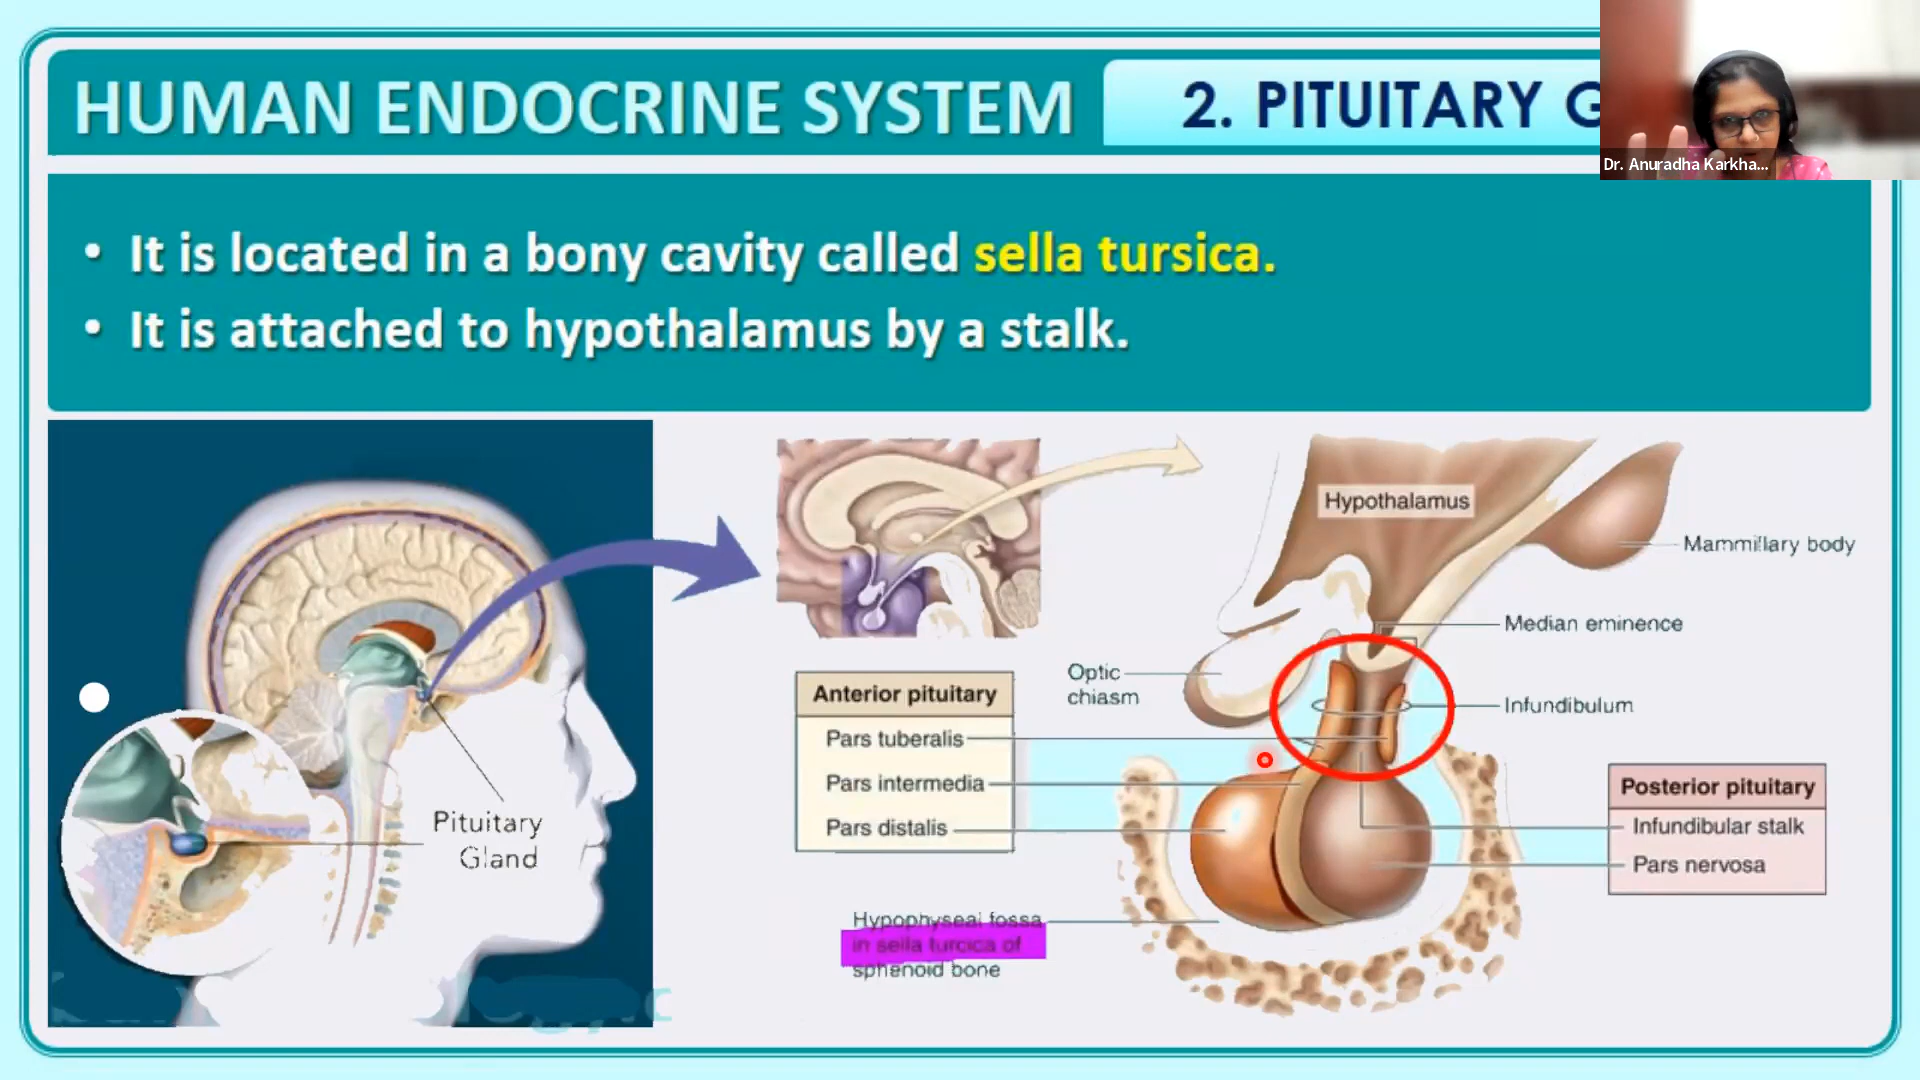 HUMAN ENDOCRINE SYSTEM
2. PITUITARY G
Dr. Anuradha Karkha...
• It is located in a bony cavity called sella tursica.
• It is attached to hypothalamus by a stalk.
Hypothalamus
Mammillary body
Median eminence
Optic
chiasm
Infundibulum
Anterior pituitary
Pars tuberalis
Pars intermedia
Pars distalis
Posterior pituitary
Infundibular stalk
Pars nervosa
Pituitary
Gland
Hypophyseal fossa
in sella turcica of
sphenoid bone